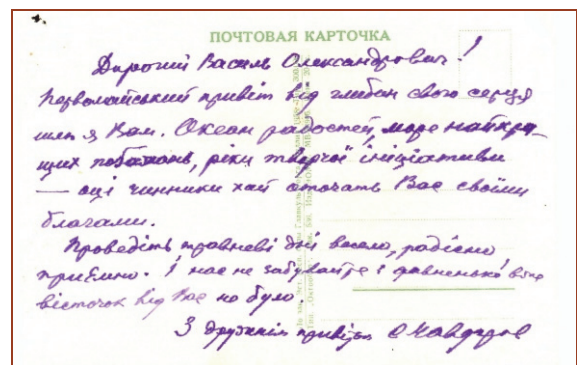 ПОЧТОВАЯ КАРТОЧКА
Дорогий Василь Олександрович!
Первомайський привіт від глибин свого серця
шлю я Вам. Океан радостей, море найкра-
щих побажань, ріки творчої ініціативи
— оці чинники хай оточать Вас своїми
благами.
Проведіть травневі дні весело, радісно,
приємно. І нас не забувайте, давненько вже
вісточок від Вас не було.
З дружнім привітом